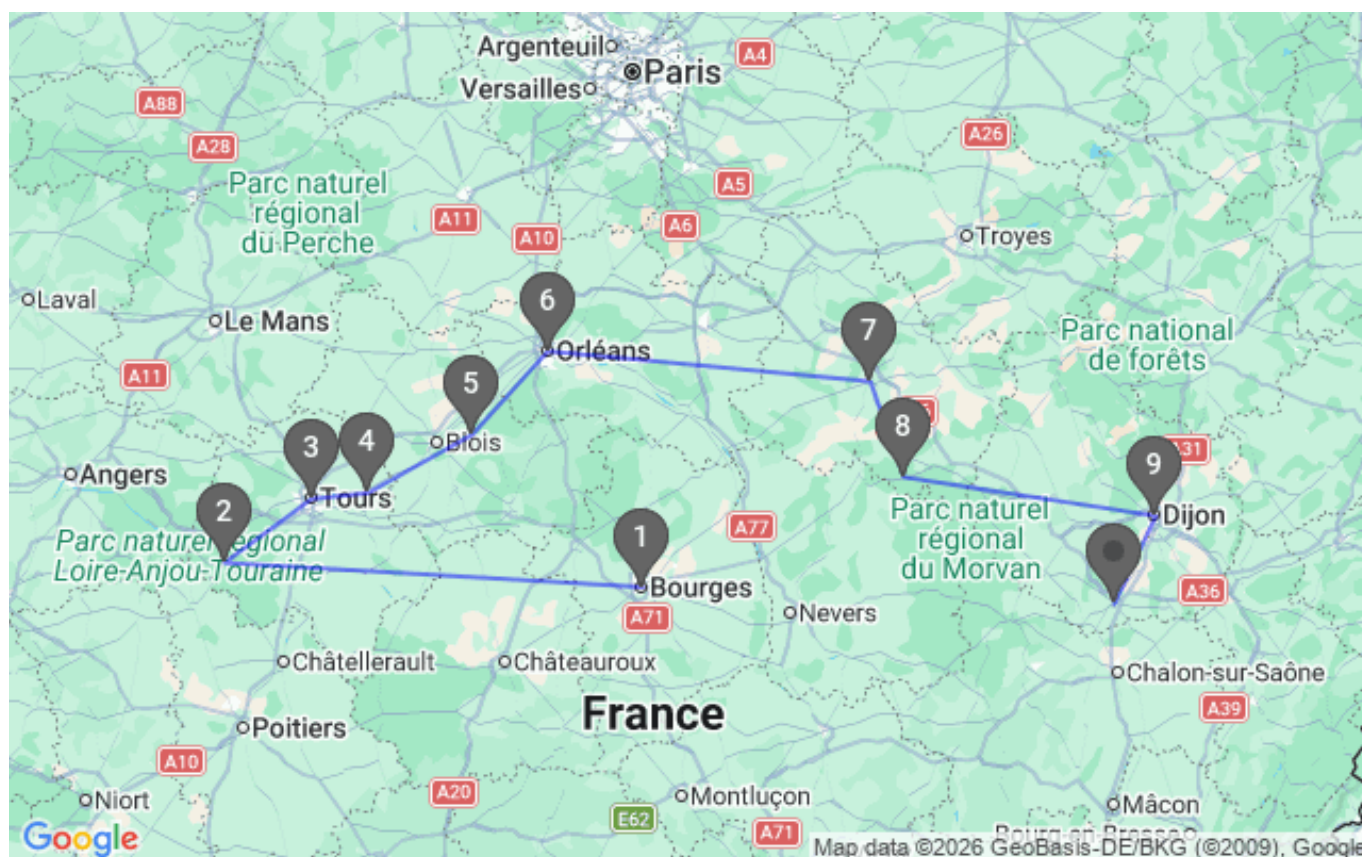 Argenteuil
A4
Paris
Versailles
A88
A28
A26
Parc naturel
régional
du Perche
A5
A11
A6
A10
Troyes
Laval
6
Le Mans
7
Parc national
de forêts
Orléans
A11
5
8
Blois
A31
3
4
9
Angers
Tours
2
Dijon
Parc naturel régional
Loire-Anjou-Touraine
A77
Parc naturel
régional
du Morvan
1
Bourges
A36
A71
Nevers
Châtellerault
Châteauroux
Chalon-sur-Saône
France
A39
Poitiers
A10
Niort
A20
Montluçon
Mâcon
E62
A71
Bourg-en-Bresse
Google
Map data ©2026 GeoBasis-DE/BKG (©2009), Google